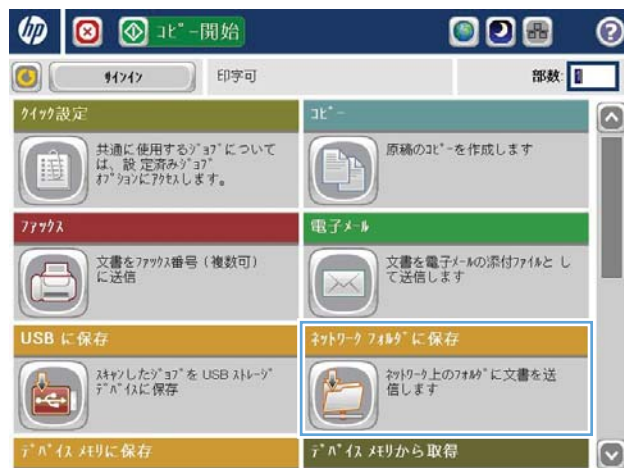 hp
コピー開始
?
サインイン
印字可
部数:
1
クイック設定
共通に使用するジョブについて
は、設 定済みジョブ
オプションにアクセスします。
コピー
原稿のコピーを作成します
ファックス
文書をファックス番号（複数可）
に送信
電子メール
文書を電子メールの添付ファイルと し
て送信します
USB に保存
スキャンしたジョブを USB ストレージ
デバイスに保存
ネットワーク フォルダに保存
ネットワーク上のフォルダに文書を送
信します
デバイス メモリに保存
デバイス メモリから取得